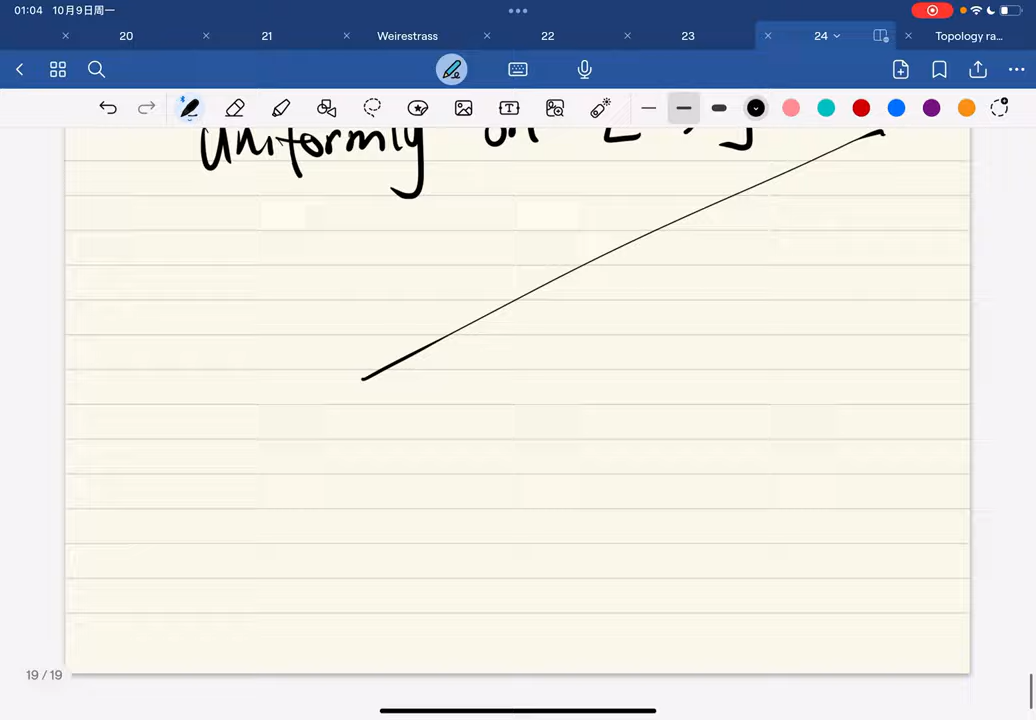 01:04 10月9日周一
20 21 Weirestrass 22 23 24 Topology ra...
Uniformly on
19 / 19